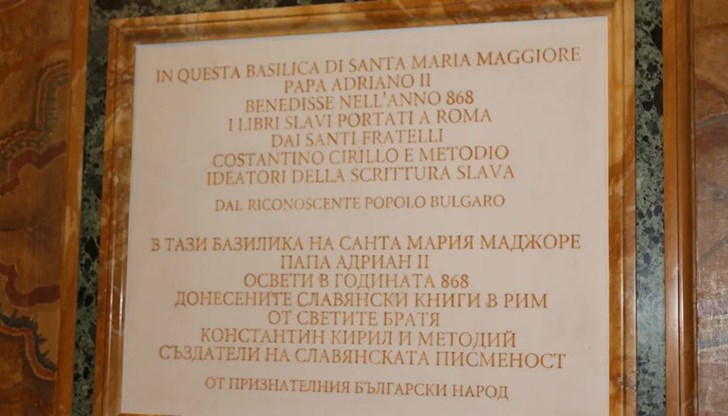 IN QUESTA BASILICA DI SANTA MARIA MAGGIORE
PAPA ADRIANO II
BENEDISSE NELL'ANNO 868
I LIBRI SLAVI PORTATI A ROMA
DAI SANTI FRATELLI
COSTANTINO CIRILLO E METODIO
IDEATORI DELLA SCRITTURA SLAVA
DAL RICONOSCENTE POPOLO BULGARO
В ТАЗИ БАЗИЛИКА НА САНТА МАРИЯ МАДЖОРЕ
ПАПА АДРИАН II
ОСВЕТИ В ГОДИНАТА 868
ДОНЕСЕНИТЕ СЛАВЯНСКИ КНИГИ В РИМ
ОТ СВЕТИТЕ БРАТЯ
КОНСТАНТИН КИРИЛ И МЕТОДИЙ
СЪЗДАТЕЛИ НА СЛАВЯНСКАТА ПИСМЕНОСТ
ОТ ПРИЗНАТЕЛНИЯ БЪЛГАРСКИ НАРОД